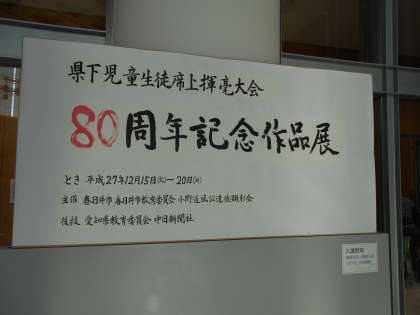 県下児童生徒席上揮毫大会
80周年記念作品展
とき 平成27年12月15日(火)~20日(日)
主催 春日井市 春日井市教育委員会 小野道風公遺徳顕彰会
後援 愛知県教育委員会 中日新聞社
入選作品